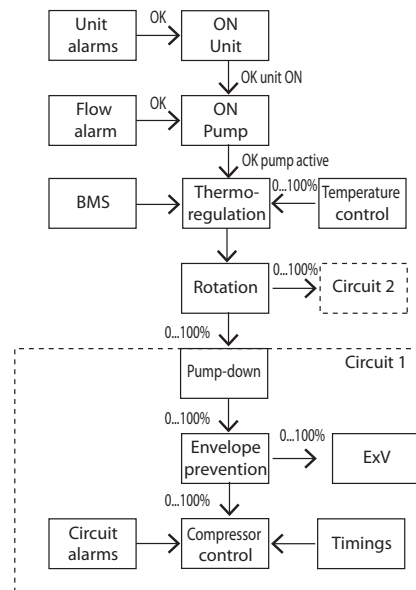 Unit
alarms
OK
ON
Unit
OK unit ON
Flow
alarm
OK
ON
Pump
OK pump active
BMS
Thermo-
regulation
0...100%
Temperature
control
Rotation
0...100%
Circuit 2
0...100%
Circuit 1
Pump-down
0...100%
Envelope
prevention
0...100%
ExV
0...100%
Circuit
alarms
Compressor
control
Timings